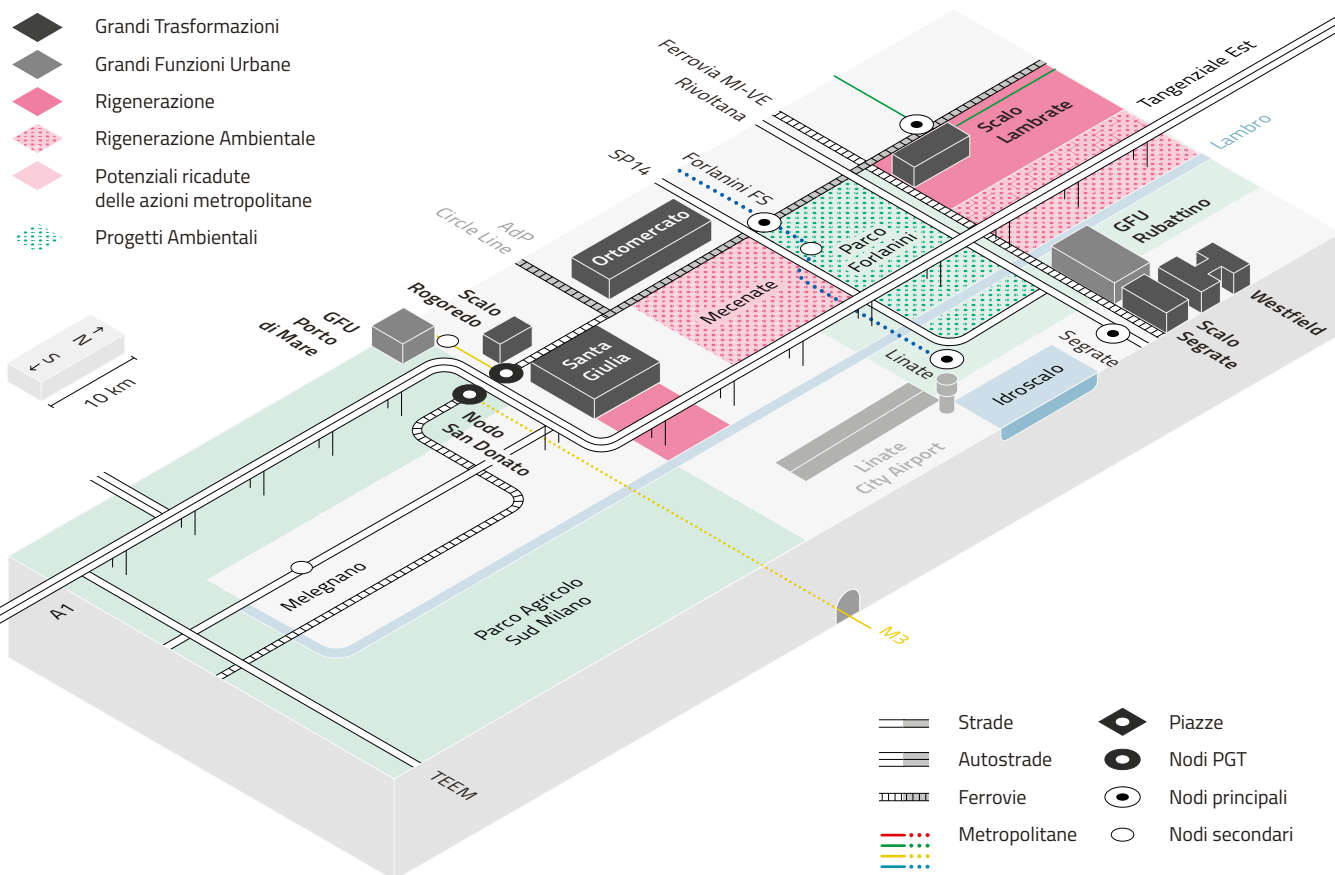 Grandi Trasformazioni
Grandi Funzioni Urbane
Rigenerazione
Rigenerazione Ambientale
Potenziali ricadute
delle azioni metropolitane
Progetti Ambientali
Ferrovia MI-VE
Rivoltana
SP14
Forlanini FS
AdP
Circle Line
Tangenziale Est
Lambro
Scalo
Lambrate
Ortomercato
Parco
Forlanini
GFU
Rubattino
Mecenate
Scalo
Rogoredo
GFU
Porto
di Mare
Santa
Giulia
Westfield
Scalo
Segrate
Segrate
Linate
Idroscalo
Linate
City Airport
N
S
10 km
Nodo
San Donato
Melegnano
Parco Agricolo
Sud Milano
A1
M3
TEEM
Strade
Autostrade
Ferrovie
Metropolitane
Piazze
Nodi PGT
Nodi principali
Nodi secondari